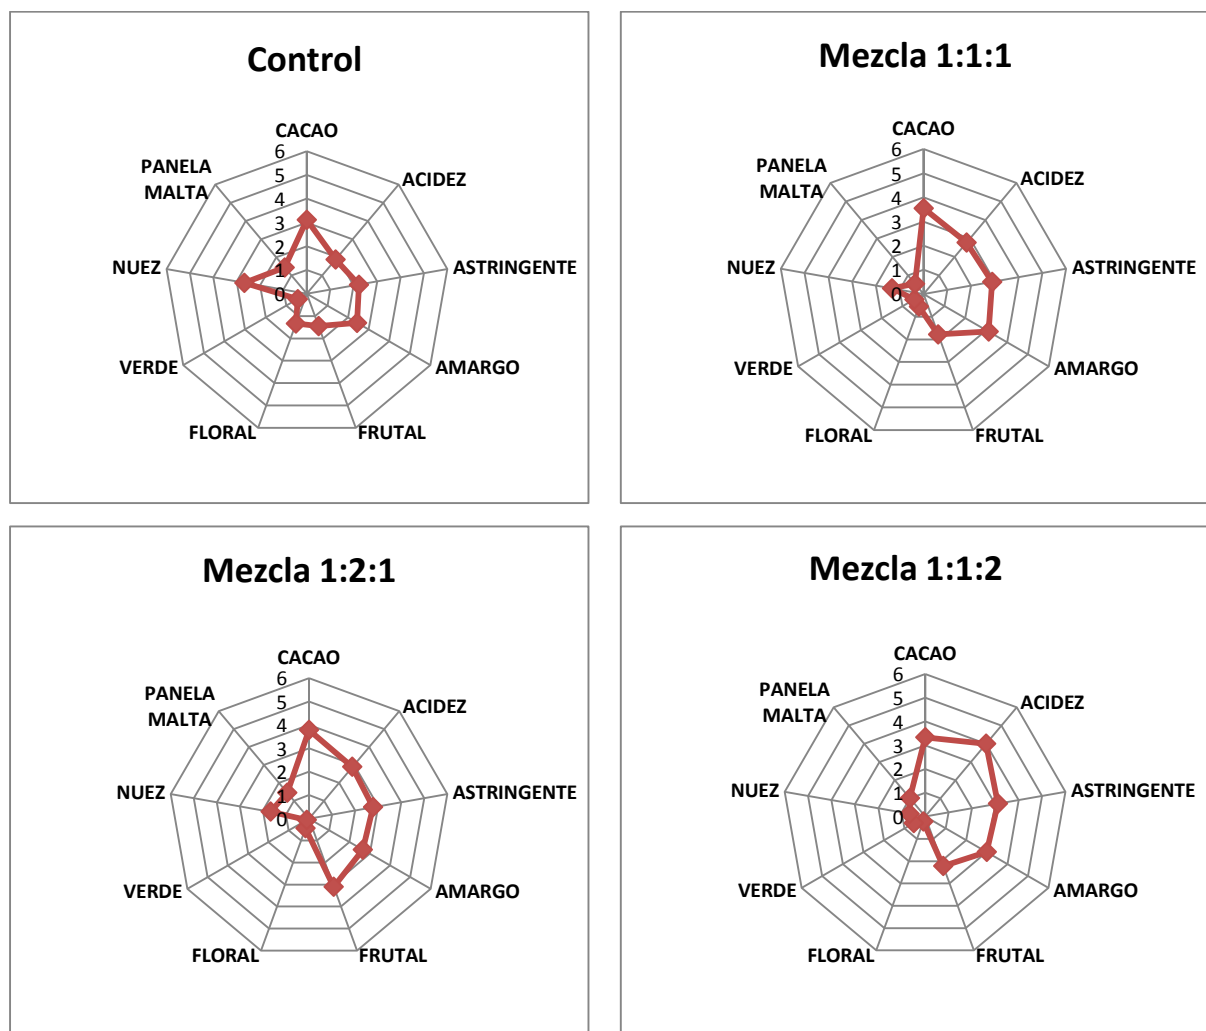 Control
CACAO
6
5
4
3
2
1
0
ACIDEZ
ASTRINGENTE
AMARGO
FRUTAL
FLORAL
VERDE
NUEZ
PANELA
MALTA
Mezcla 1:1:1
CACAO
6
5
4
3
2
1
0
ACIDEZ
ASTRINGENTE
AMARGO
FRUTAL
FLORAL
VERDE
NUEZ
PANELA
MALTA
Mezcla 1:2:1
CACAO
6
5
4
3
2
1
0
ACIDEZ
ASTRINGENTE
AMARGO
FRUTAL
FLORAL
VERDE
NUEZ
PANELA
MALTA
Mezcla 1:1:2
CACAO
6
5
4
3
2
1
0
ACIDEZ
ASTRINGENTE
AMARGO
FRUTAL
FLORAL
VERDE
NUEZ
PANELA
MALTA